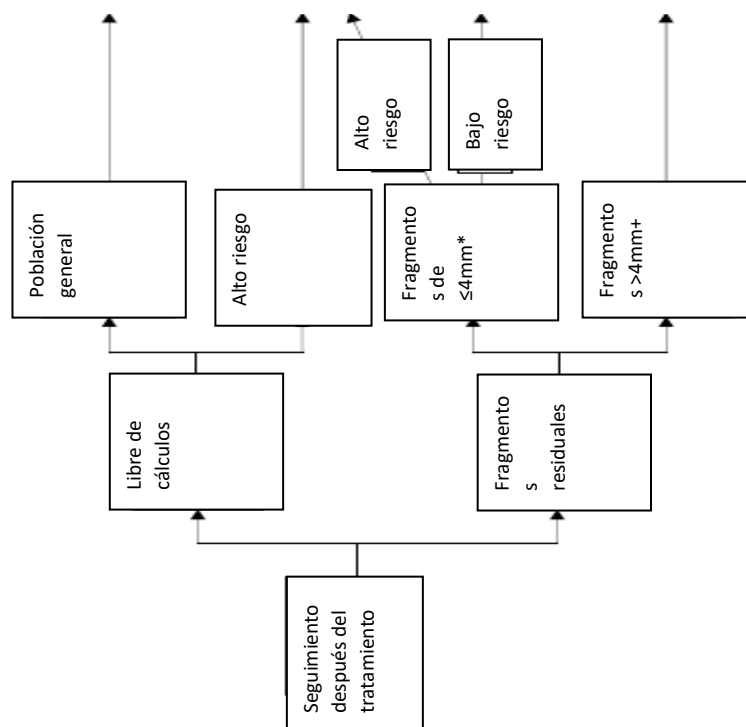 Seguimiento
después del
tratamiento
Libre de
cálculos
Fragmento
s
residuales
Población
general
Alto riesgo
Fragmento
s de
≤4mm*
Fragmento
s >4mm+
Alto
riesgo
Bajo
riesgo